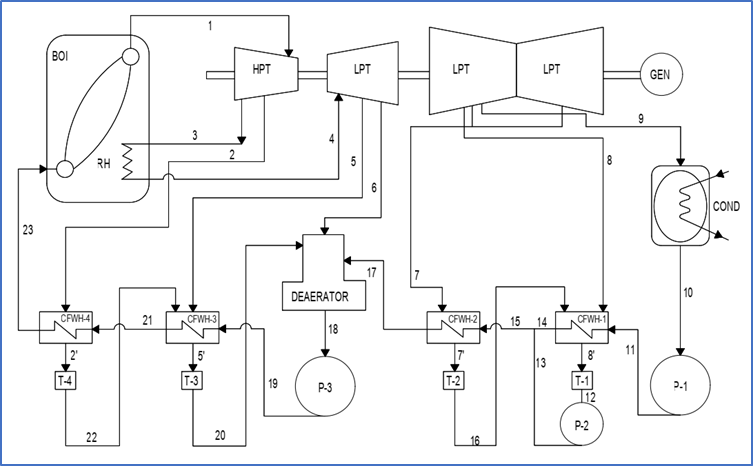 1
BOI
HPT
LPT
LPT
LPT
GEN
3
2
RH
4
5
6
9
8
COND
23
17
7
DEAERATOR
10
CFWH-4
21
CFWH-3
18
CFWH-2
15
14
CFWH-1
11
2'
5'
19
P-3
7'
13
8'
T-4
T-3
T-2
T-1
P-1
12
P-2
22
20
16